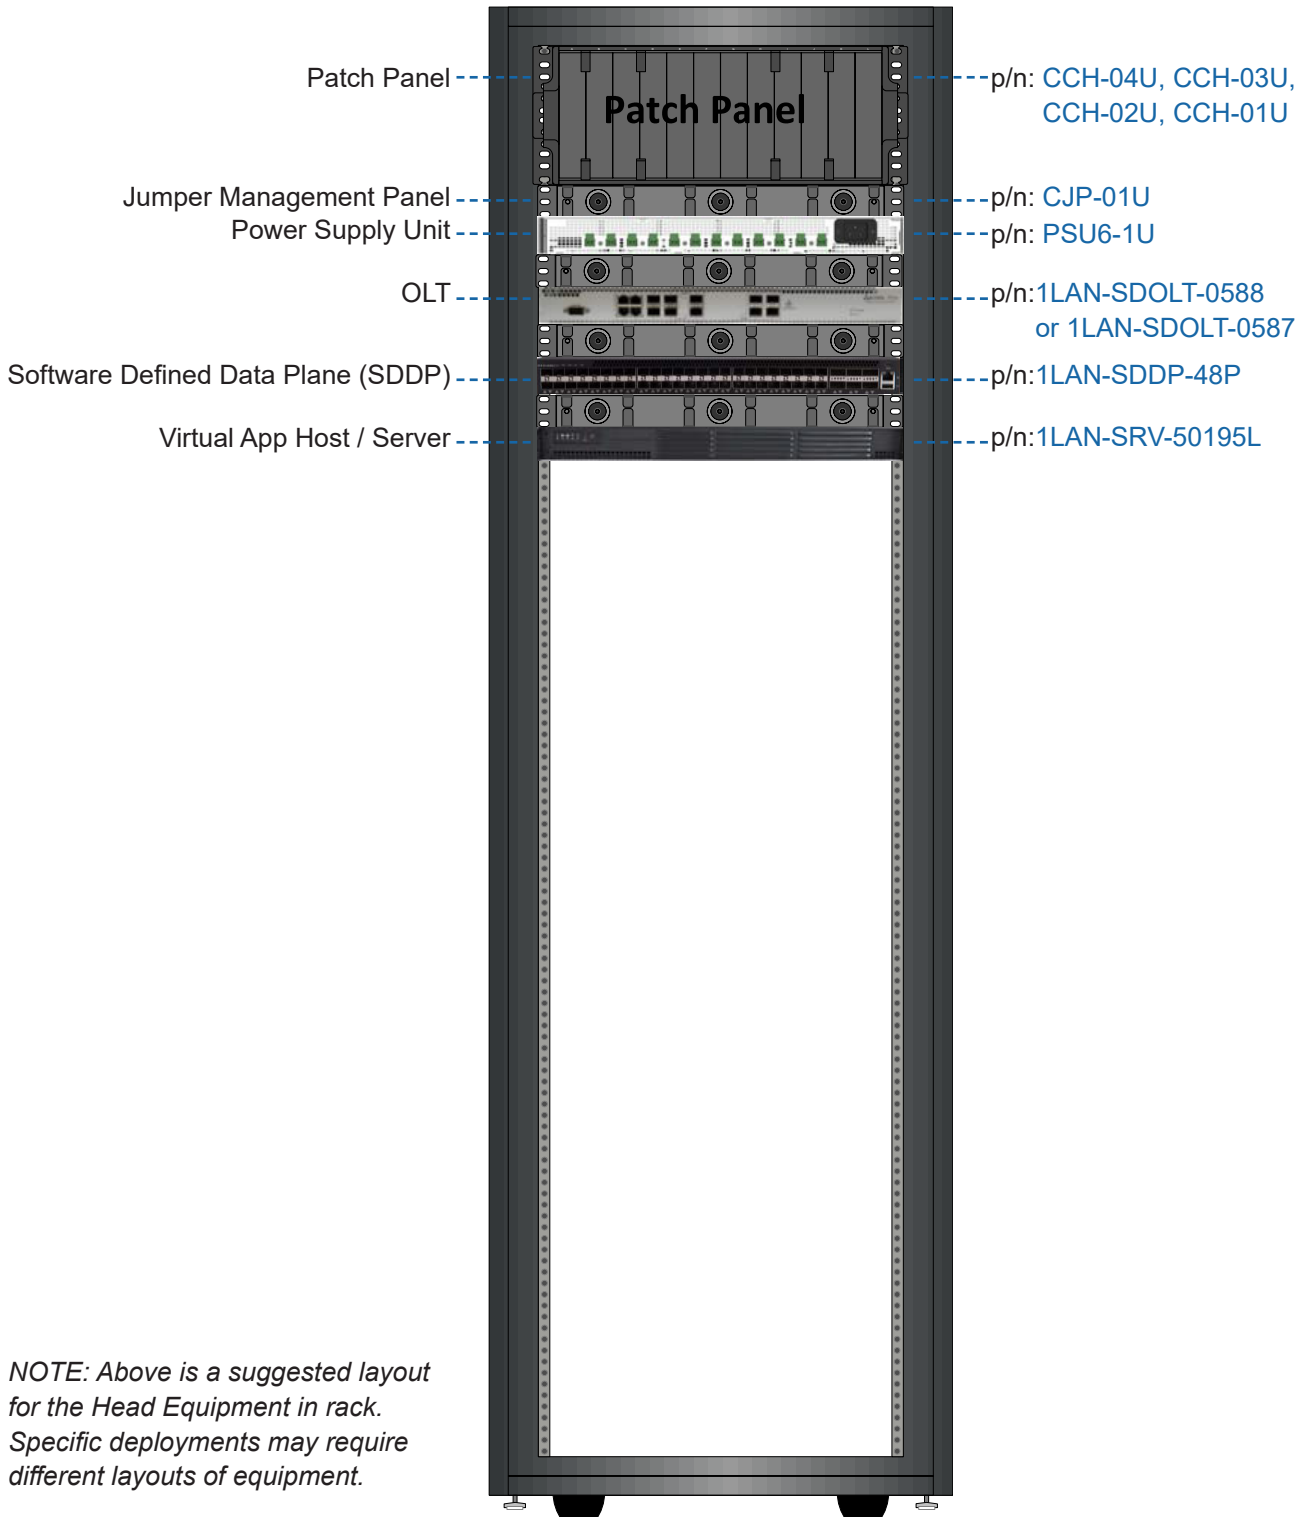 Patch Panel
p/n: CCH-04U, CCH-03U,
CCH-02U, CCH-01U
Patch Panel
Jumper Management Panel
p/n: CJP-01U
Power Supply Unit
p/n: PSU6-1U
OLT
p/n:1LAN-SDOLT-0588
or 1LAN-SDOLT-0587
Software Defined Data Plane (SDDP)
p/n:1LAN-SDDP-48P
Virtual App Host / Server
p/n:1LAN-SRV-50195L
NOTE: Above is a suggested layout
for the Head Equipment in rack.
Specific deployments may require
different layouts of equipment.